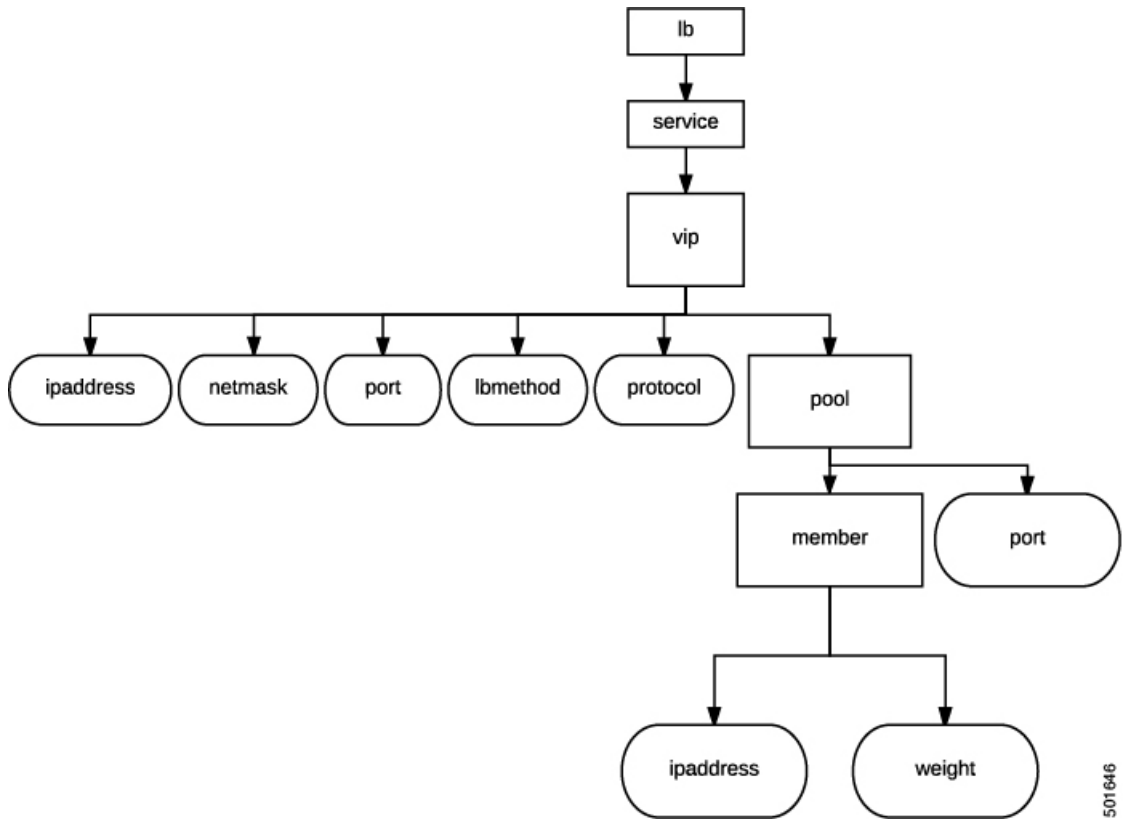 lb
service
vip
ipaddress
netmask
port
lbmethod
protocol
pool
member
port
ipaddress
weight
501646